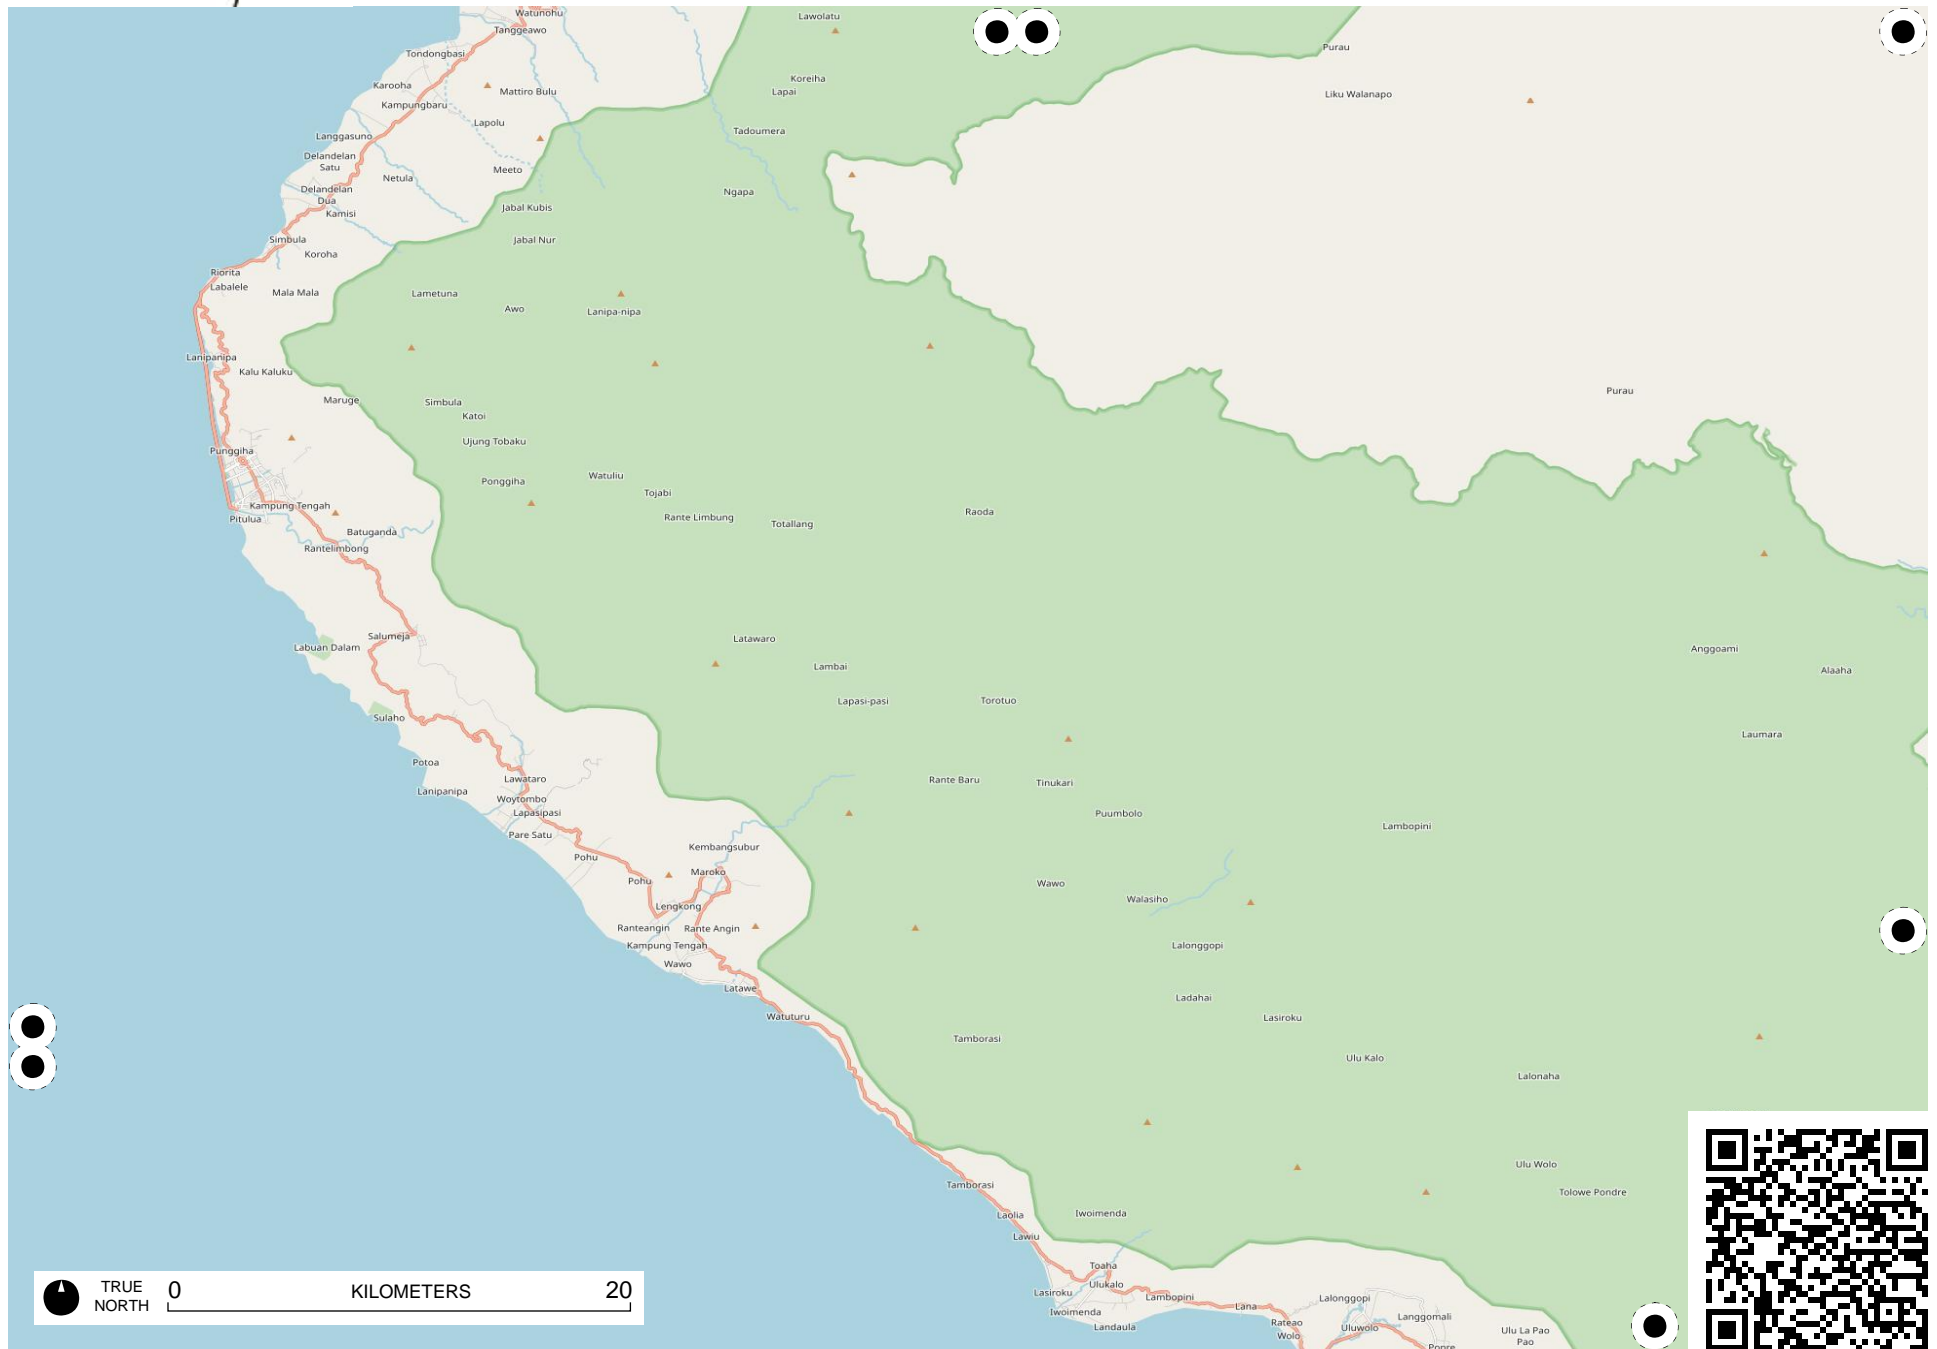 Watunohu
Lawolatu
Tanggeawo
Purau
Tondongbasi
Koreiha
Karooha
Mattiro Bulu
Lapai
Liku Walanapo
Kampungbaru
Lapolu
Tadoumera
Langgasuno
Delandelan
Satu
Meeto
Netula
Delandelan
Dua
Ngapa
Kamisi
Jabal Kubis
Simbula
Jabal Nur
Koroha
Riorita
Labalele
Mala Mala
Lametuna
Awo
Lanipa-nipa
Lanipanipa
Kalu Kaluku
Purau
Maruge
Simbula
Katoi
Ujung Tobaku
Punggiha
Ponggiha
Watuliu
Tojabi
Kampung Tengah
Pitulua
Rante Limbung
Totallang
Raoda
Batuganda
Rantelimbong
Salumeja
Latawaro
Labuan Dalam
Anggoami
Lambai
Alaaha
Lapasi-pasi
Torotuo
Sulaho
Laumara
Potoa
Lawataro
Rante Baru
Tinukari
Lanipanipa
Woytombo
Lapasipasi
Puumbolo
Pare Satu
Lambopini
Kembangsubur
Pohu
Maroko
Pohu
Wawo
Walasiho
Lengkong
Ranteangin
Rante Angin
Kampung Tengah
Lalonggopi
Wawo
Latawe
Ladahai
Watuturu
Lasiroku
Tamborasi
Ulu Kalo
Lalonaha
Ulu Wolo
Tamborasi
Tolowe Pondre
Laolia
Iwoimenda
Lawiu
Toaha
Ulukalo
Lasiroku
Lambopini
Lana
Lalonggopi
Iwoimenda
Landaula
Rateao
Wolo
Uluwolo
Langgomali
Ulu La Pao
Pao
Popre
TRUE
NORTH
0 KILOMETERS 20